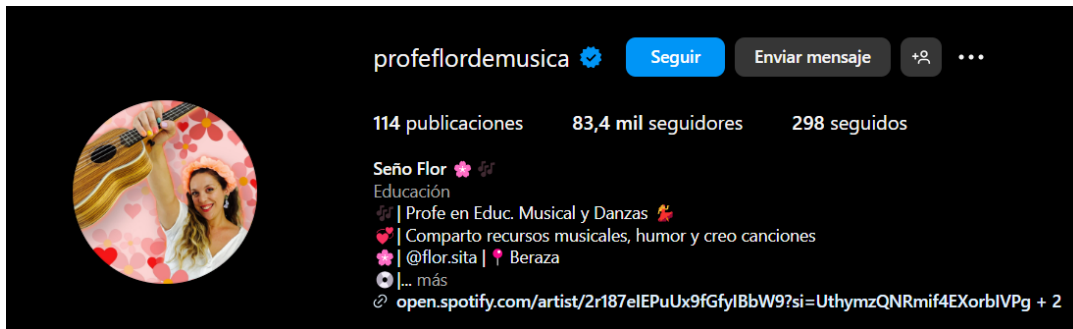 profeflordemusica Seguir Enviar mensaje
114 publicaciones 83,4 mil seguidores 298 seguidos
Seño Flor 🌸 🎶
Educación
🎶| Profe en Educ. Musical y Danzas 💃
💞| Comparto recursos musicales, humor y creo canciones
🌸| @flor.sita | 📍 Beraza
💿|... más
open.spotify.com/artist/2r187elEPuUx9fGfyIBbW9?si=UthymzQNRmif4EXorbIVPg + 2